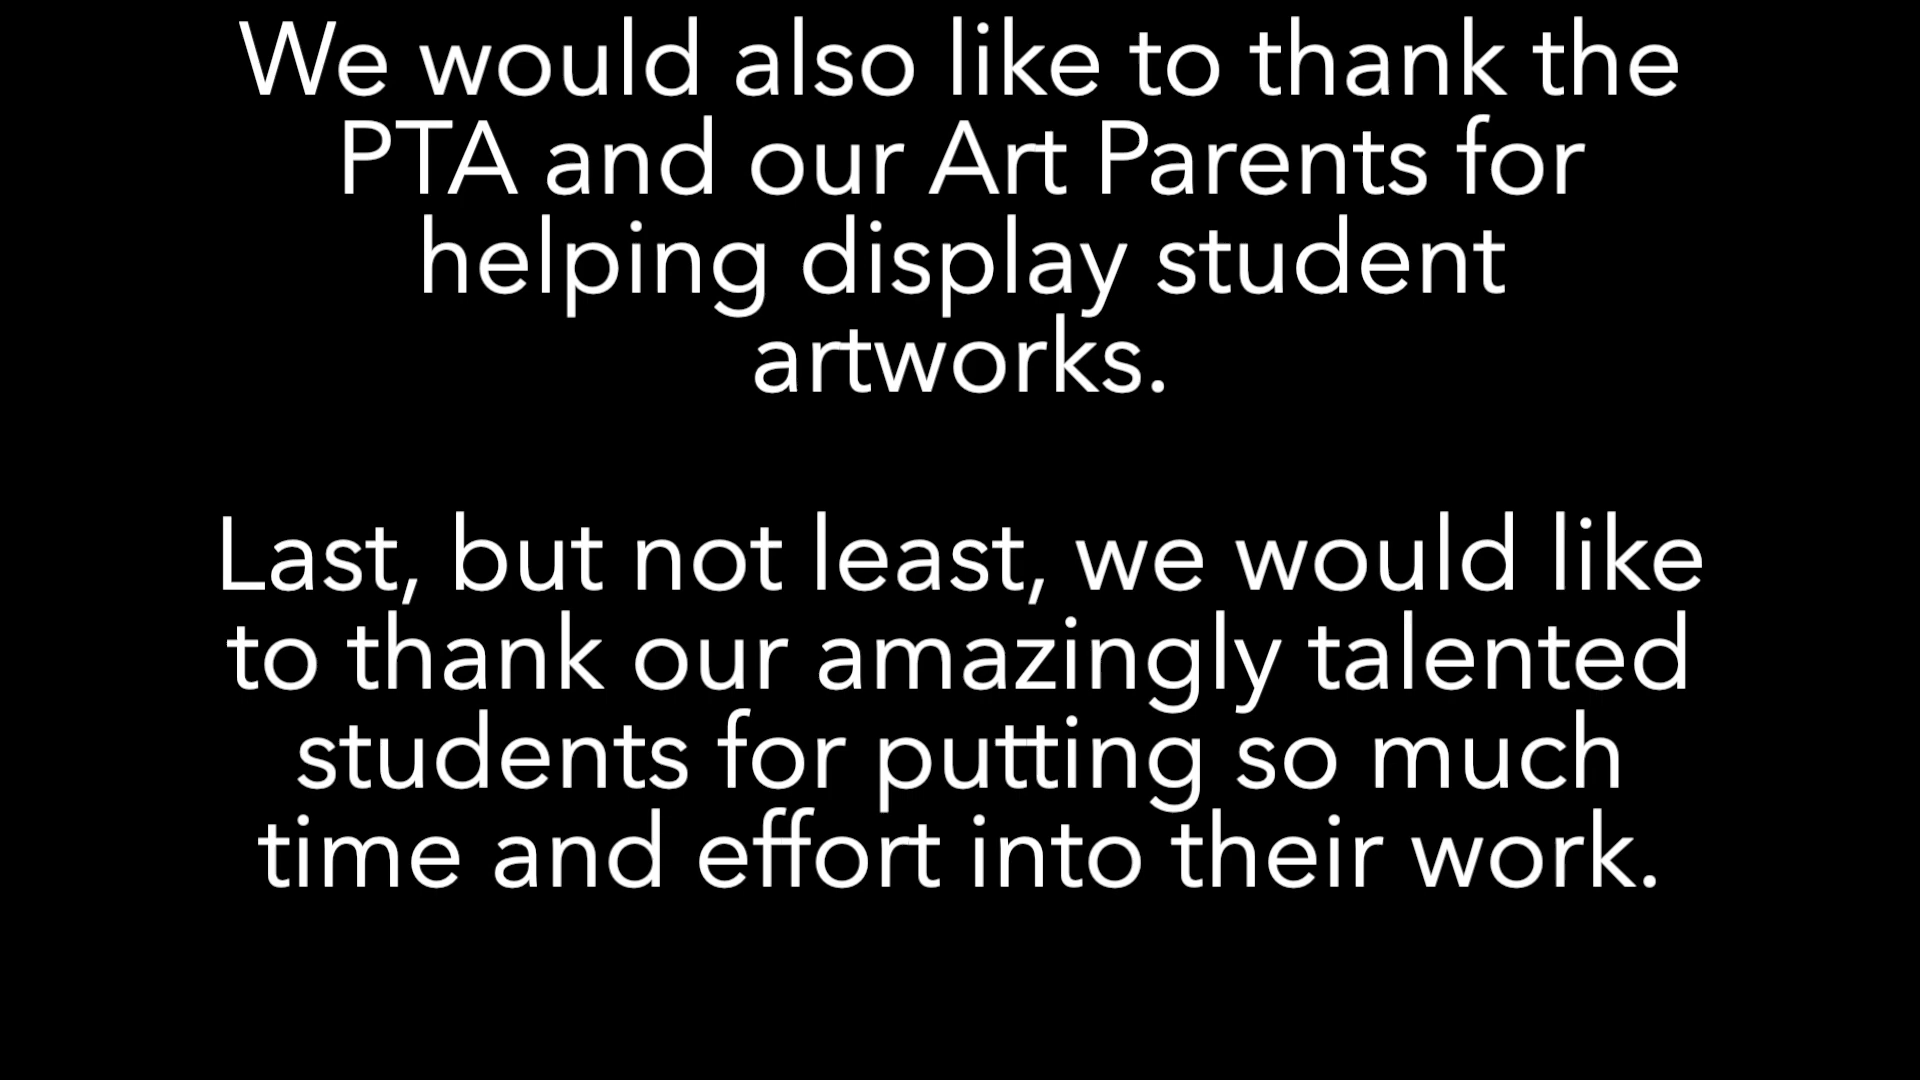 We would also like to thank the
PTA and our Art Parents for
helping display student
artworks.
Last, but not least, we would like
to thank our amazingly talented
students for putting so much
time and effort into their work.